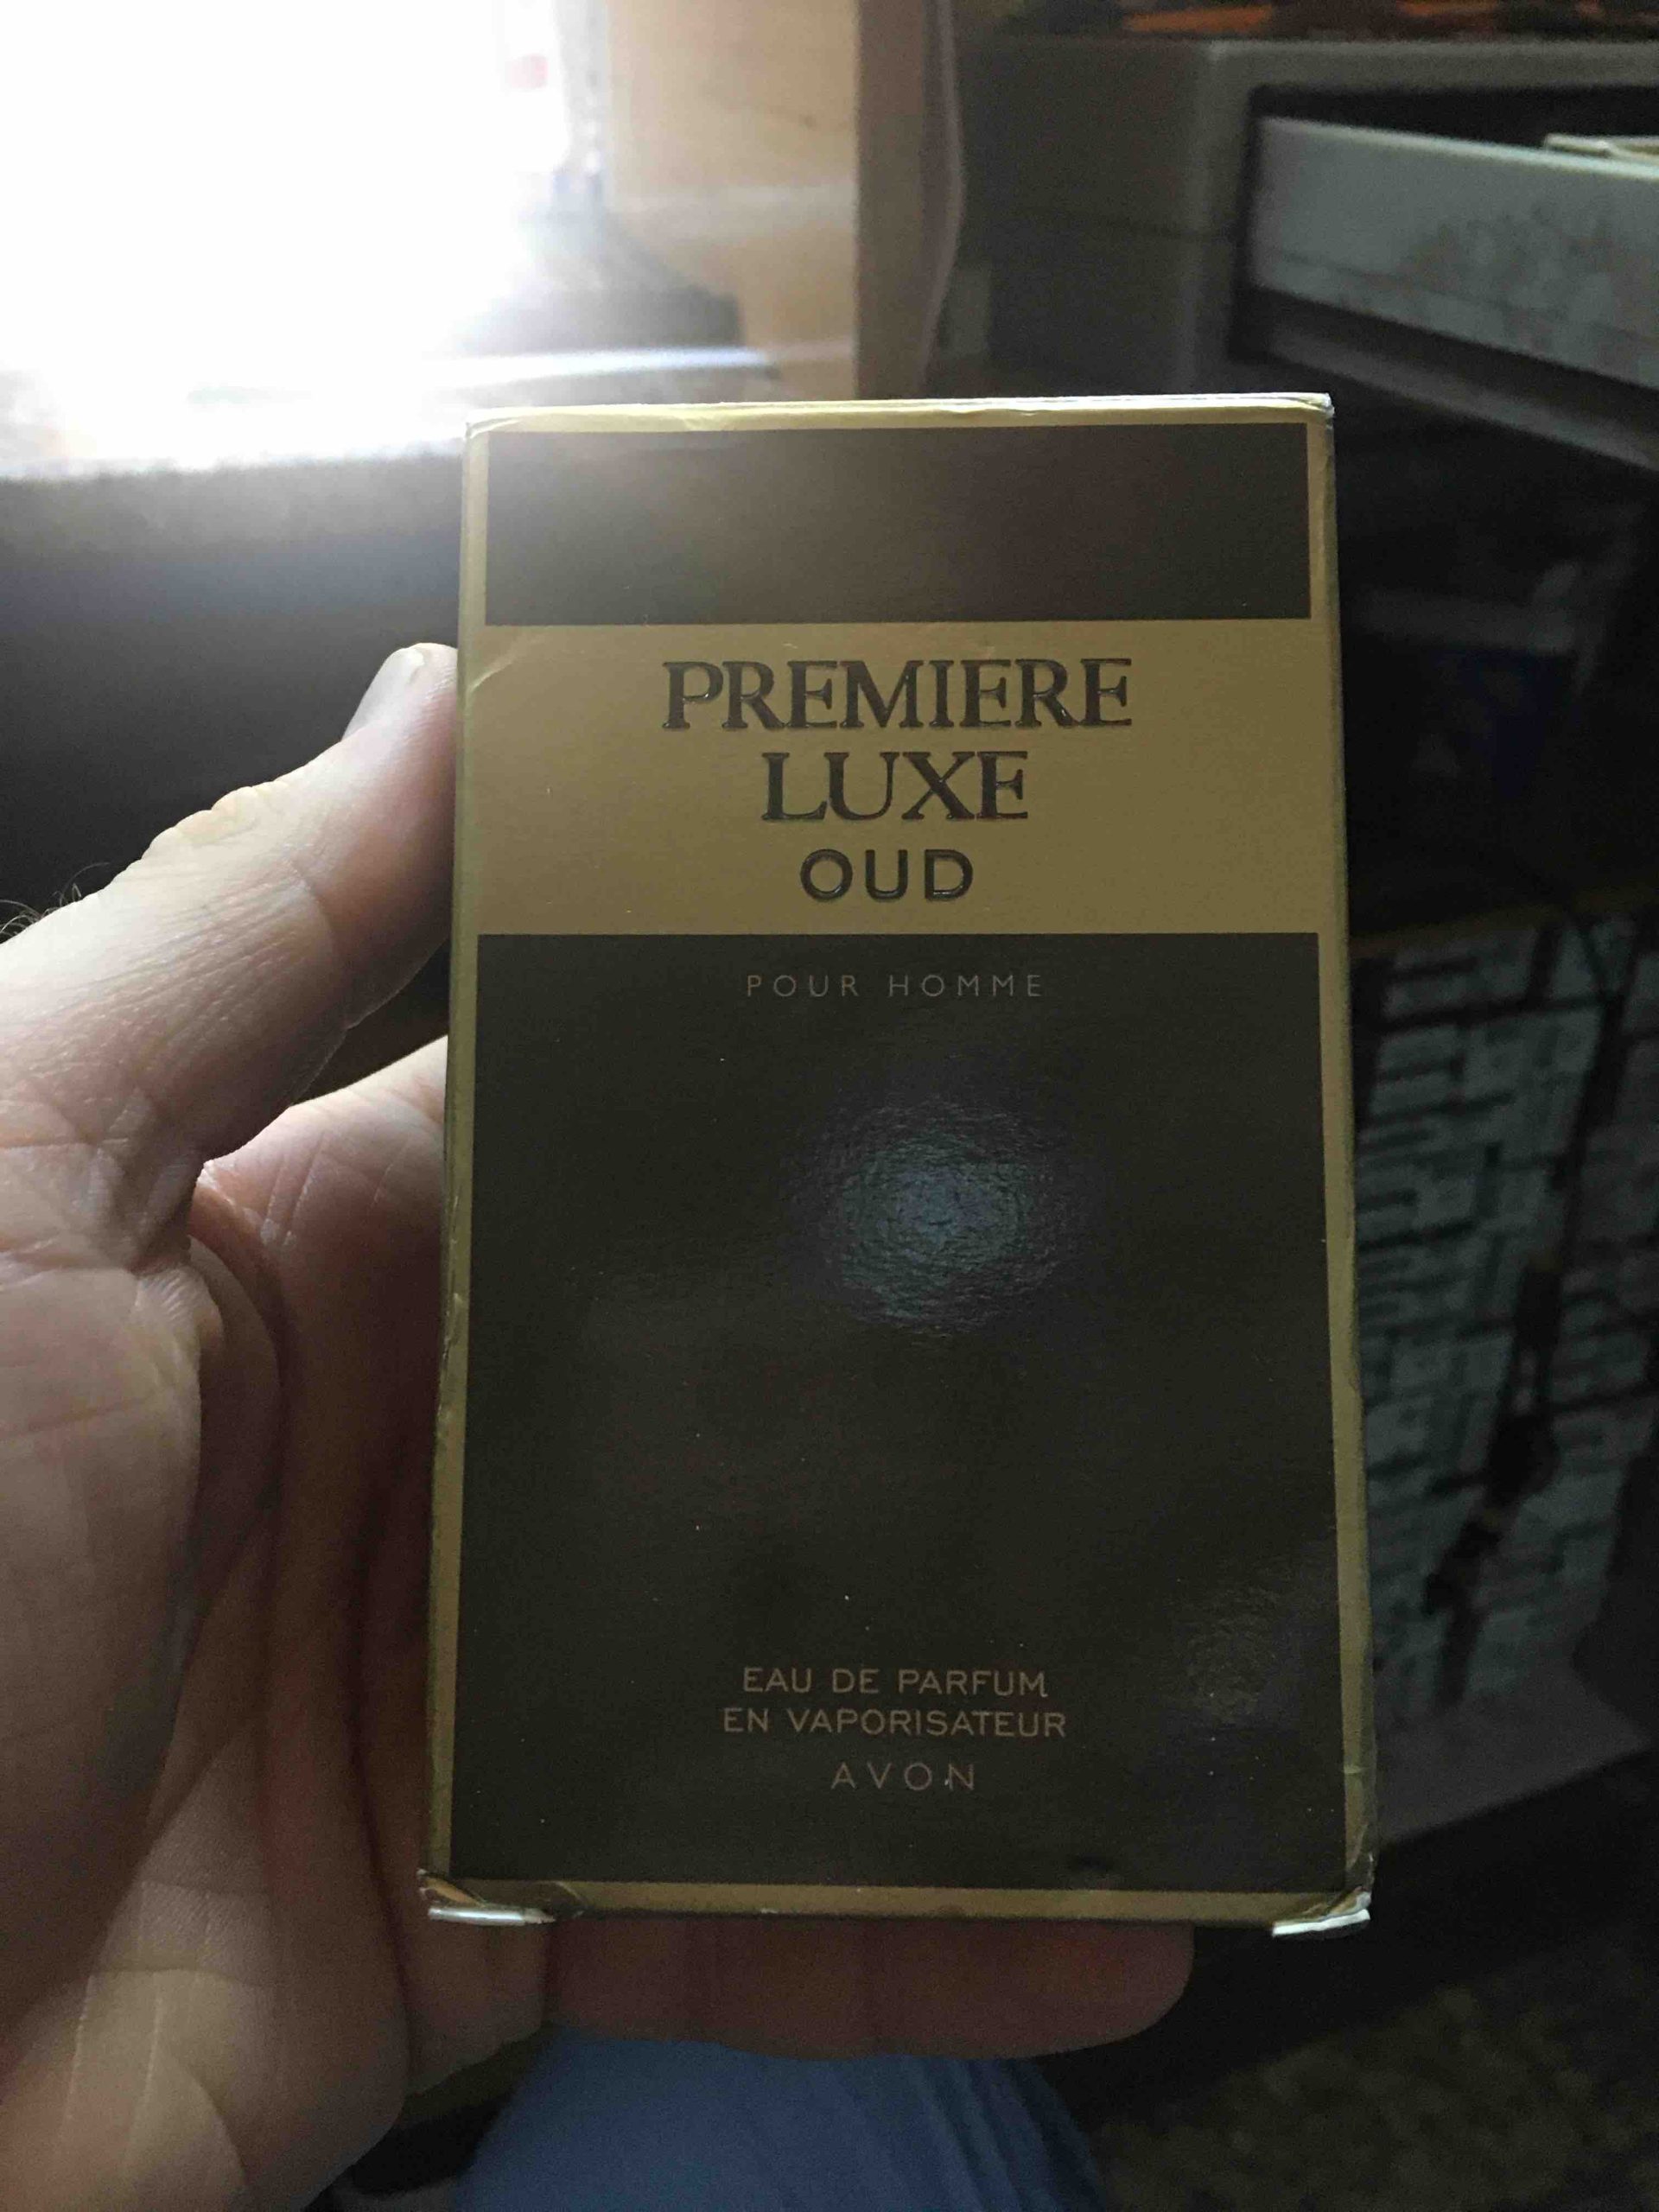 PREMIERE
LUXE
OUD
POUR HOMME
EAU DE PARFUM
EN VAPORISATEUR
AVON